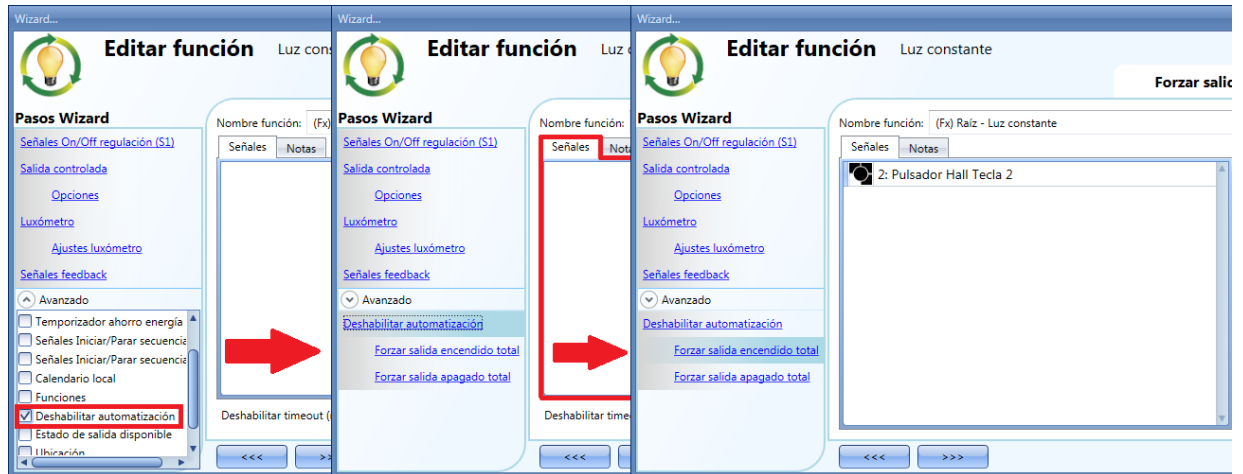 Wizard...
Editar función Luz cons
Pasos Wizard
Señales On/Off regulación (S1)
Salida controlada
Opciones
Luxómetro
Ajustes luxómetro
Señales feedback
Avanzado
Temporizador ahorro energía
Señales Iniciar/Parar secuencia
Señales Iniciar/Parar secuencia
Calendario local
Funciones
Deshabilitar automatización
Estado de salida disponible
Ubicación
Nombre función: (Fx)
Señales Notas
Deshabilitar timeout (
<<< >>
Wizard...
Editar función Luz c
Pasos Wizard
Señales On/Off regulación (S1)
Salida controlada
Opciones
Luxómetro
Ajustes luxómetro
Señales feedback
Avanzado
Deshabilitar automatización
Forzar salida encendido total
Forzar salida apagado total
Nombre función:
Señales Nota
Deshabilitar time
<<<
Wizard...
Editar función Luz constante
Forzar salid
Pasos Wizard
Señales On/Off regulación (S1)
Salida controlada
Opciones
Luxómetro
Ajustes luxómetro
Señales feedback
Avanzado
Deshabilitar automatización
Forzar salida encendido total
Forzar salida apagado total
Nombre función: (Fx) Raíz - Luz constante
Señales Notas
2: Pulsador Hall Tecla 2
<<< >>>